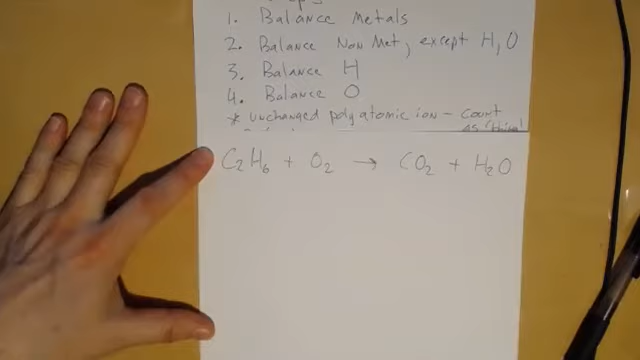 1. Balance Metals
2. Balance Non Met, except H, O
3. Balance H
4. Balance O
* unchanged polyatomic ion - count
as "thing"
C₂H₆ + O₂ → CO₂ + H₂O